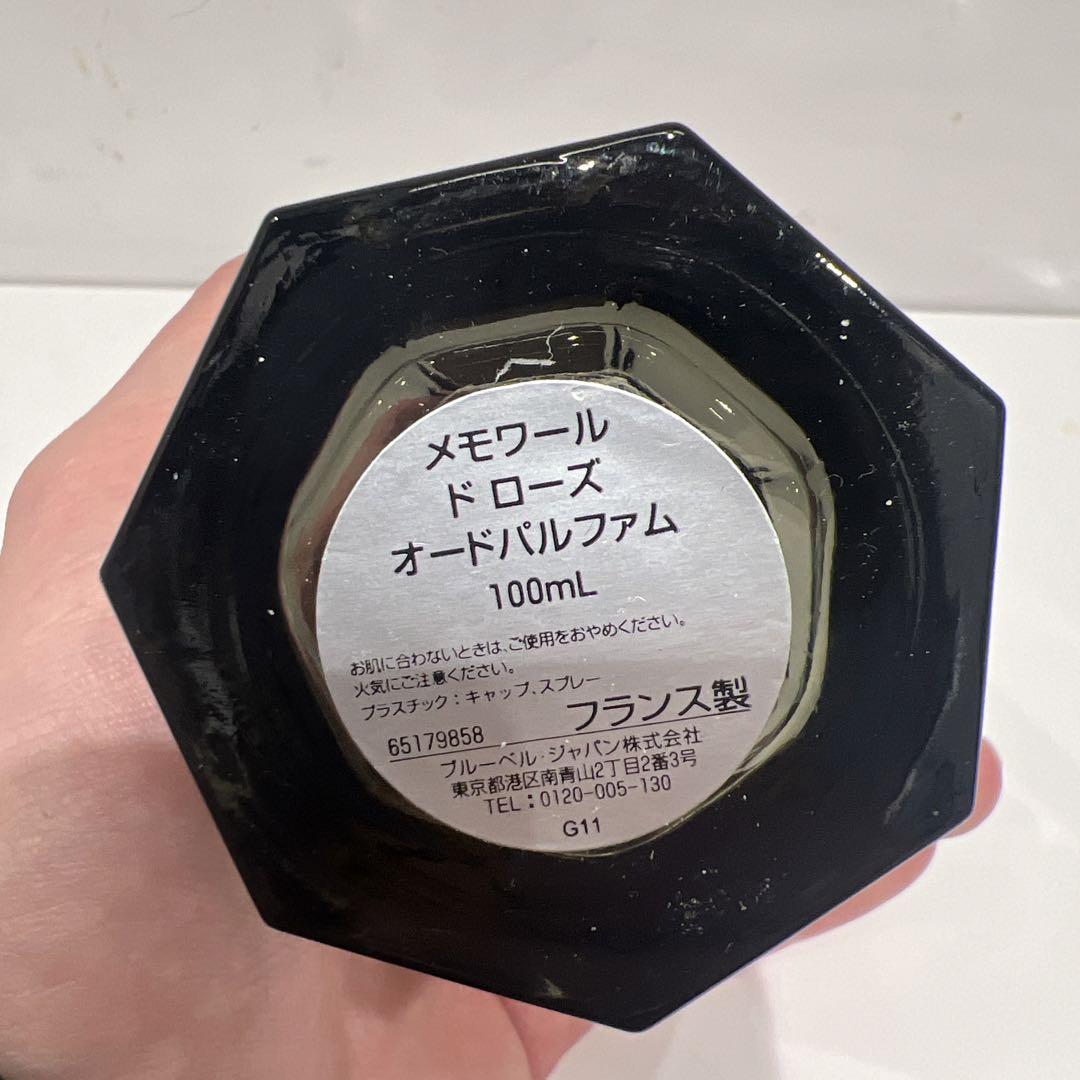 メモワール
ド ローズ
オードパルファム
100mL
お肌に合わないときは、ご使用をおやめください。
火気にご注意ください。
プラスチック：キャップ、スプレー
65179858 フランス製
ブルーベル・ジャパン株式会社
東京都港区南青山2丁目2番3号
TEL：0120-005-130
G11